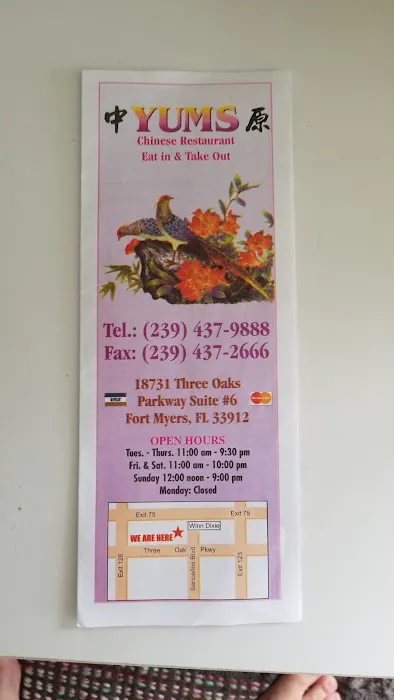 中 YUMS 原
Chinese Restaurant
Eat in & Take Out
Tel.: (239) 437-9888
Fax: (239) 437-2666
18731 Three Oaks
Parkway Suite #6
Fort Myers, FL 33912
VISA
MasterCard
OPEN HOURS
Tues. - Thurs. 11:00 am - 9:30 pm
Fri. & Sat. 11:00 am - 10:00 pm
Sunday 12:00 noon - 9:00 pm
Monday: Closed
Exit 75
Exit 75
Winn Dixie
WE ARE HERE
Three Oak Pkwy
Exit 128
Exit 123